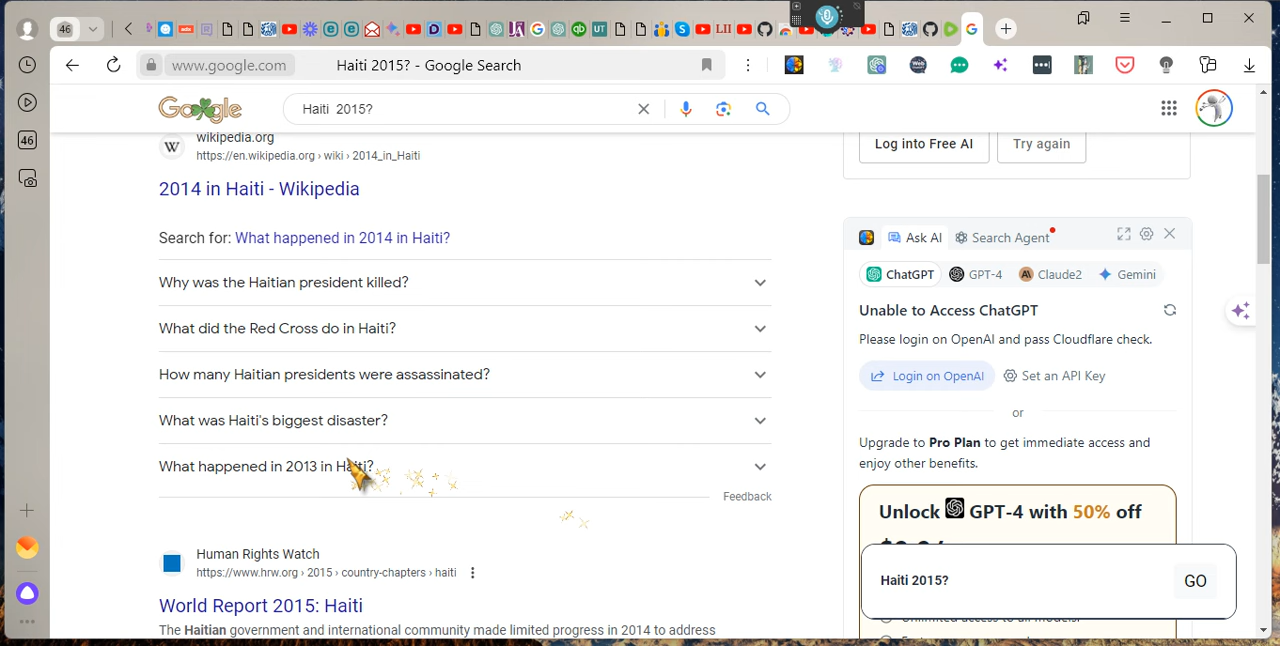 46
LII
www.google.com
Haiti 2015? - Google Search
Google
Haiti 2015?
46
wikipedia.org
https://en.wikipedia.org › wiki › 2014_in_Haiti
2014 in Haiti - Wikipedia
Search for: What happened in 2014 in Haiti?
Why was the Haitian president killed?
What did the Red Cross do in Haiti?
How many Haitian presidents were assassinated?
What was Haiti's biggest disaster?
What happened in 2013 in Haiti?
Feedback
Human Rights Watch
https://www.hrw.org › 2015 › country-chapters › haiti
World Report 2015: Haiti
The Haitian government and international community made limited progress in 2014 to address
Log into Free AI
Try again
Ask AI
Search Agent
ChatGPT
GPT-4
Claude2
Gemini
Unable to Access ChatGPT
Please login on OpenAI and pass Cloudflare check.
Login on OpenAI
Set an API Key
or
Upgrade to Pro Plan to get immediate access and
enjoy other benefits.
Unlock GPT-4 with 50% off
Haiti 2015?
GO